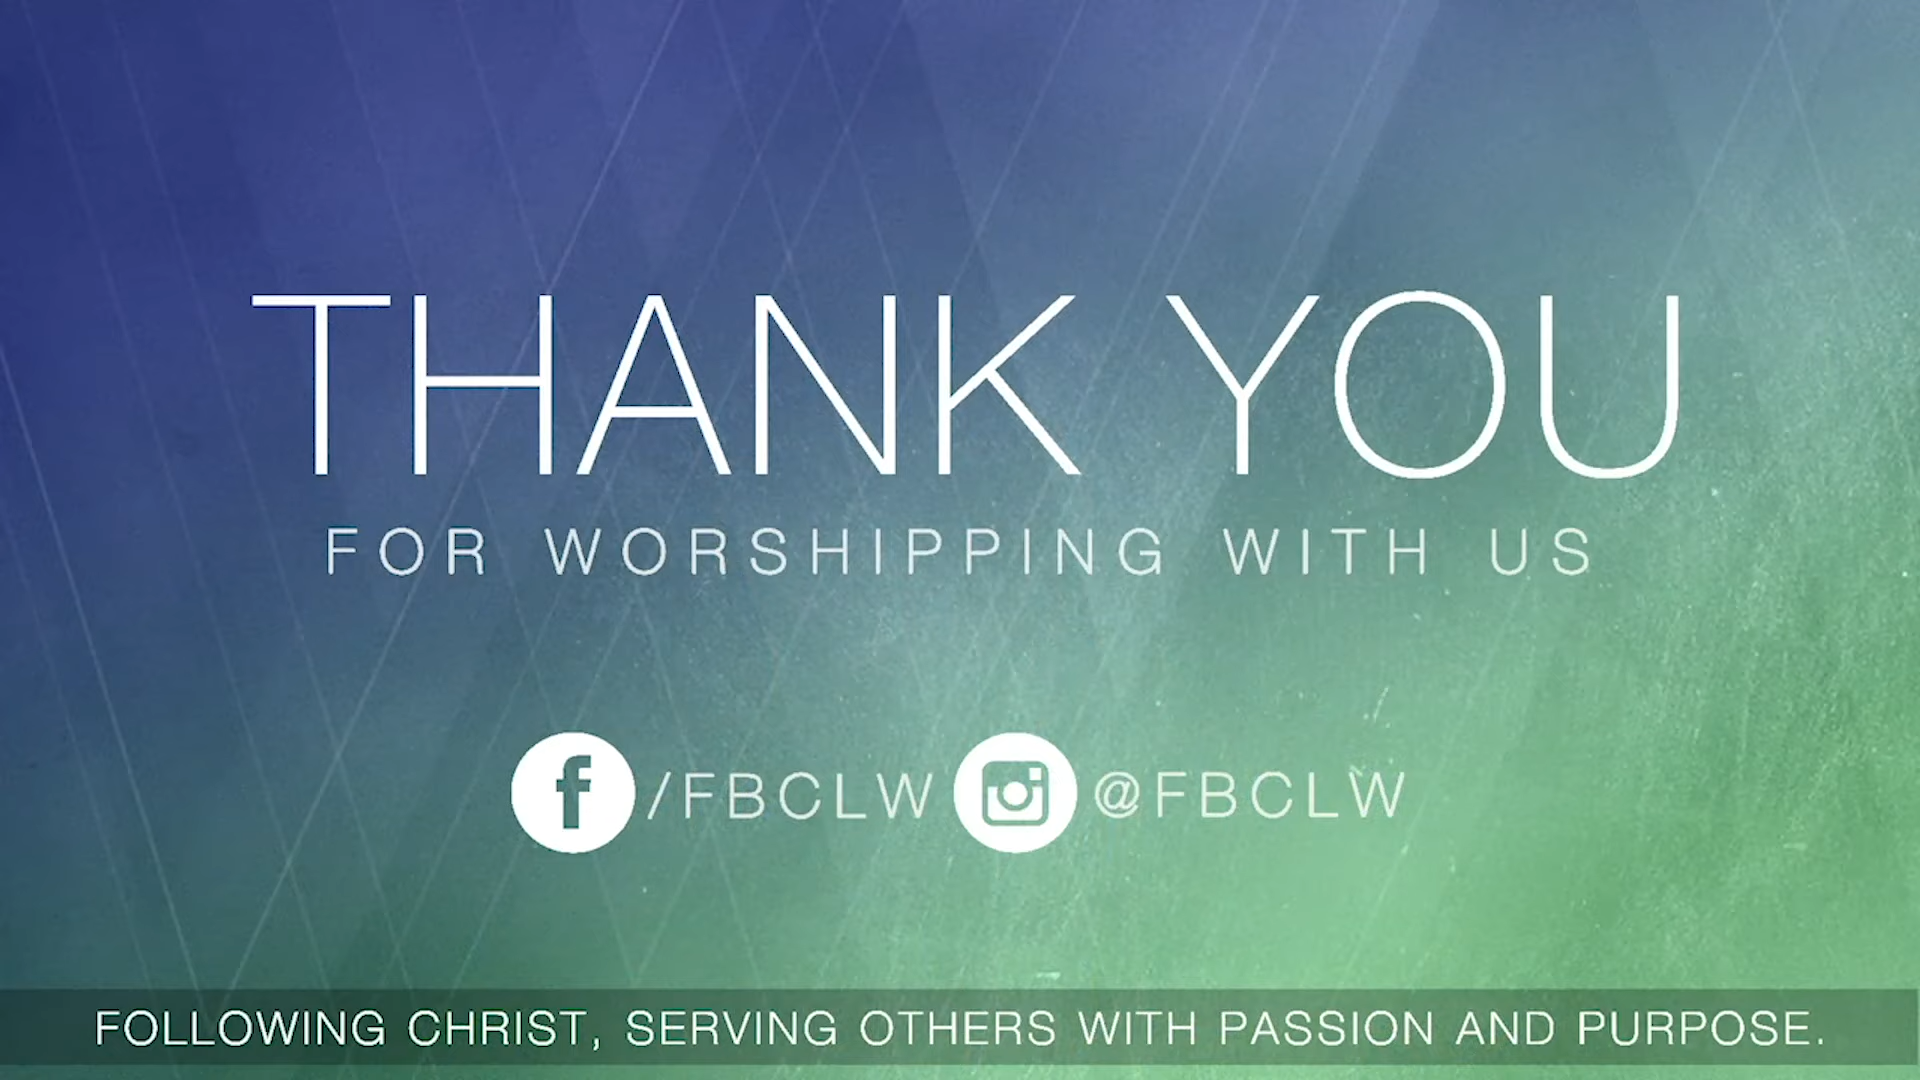 THANK YOU
FOR WORSHIPPING WITH US
/FBCLW @FBCLW
FOLLOWING CHRIST, SERVING OTHERS WITH PASSION AND PURPOSE.